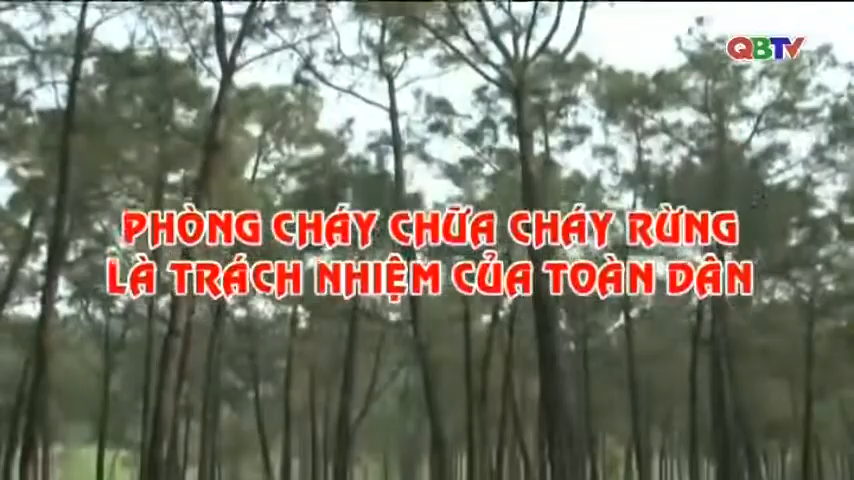 QBTV
PHÒNG CHÁY CHỮA CHÁY RỪNG
LÀ TRÁCH NHIỆM CỦA TOÀN DÂN